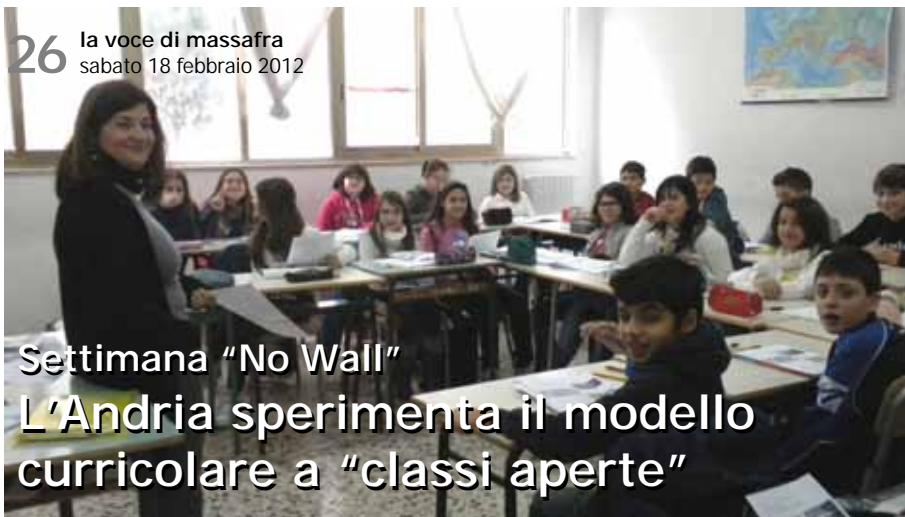 26
la voce di massafra
sabato 18 febbraio 2012
Settimana “No Wall”
L’Andria sperimenta il modello
curricolare a “classi aperte”